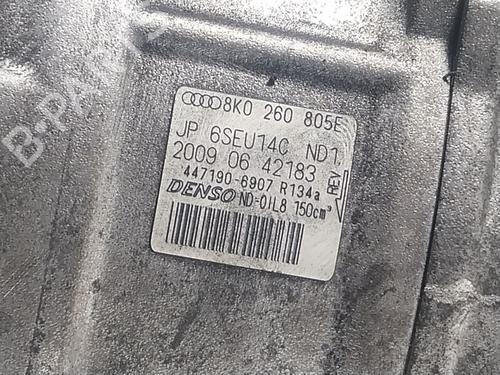 8K0 260 805E
JP 6SEU14C ND1
2009 06 42183
447190-6907 R134a
REV
DENSO ND-OIL8 150cm³
B-PARTS